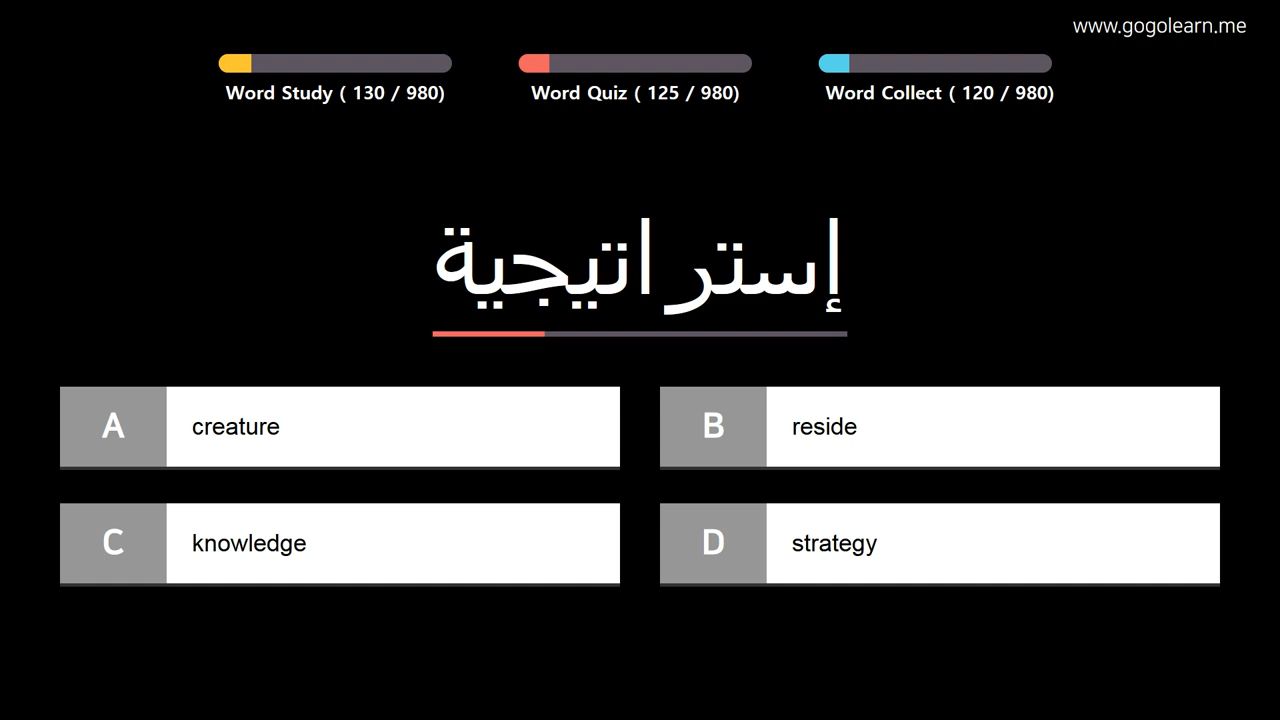 www.gogolearn.me
Word Study ( 130 / 980)
Word Quiz ( 125 / 980)
Word Collect ( 120 / 980)
إستراتيجية
A creature
B reside
C knowledge
D strategy